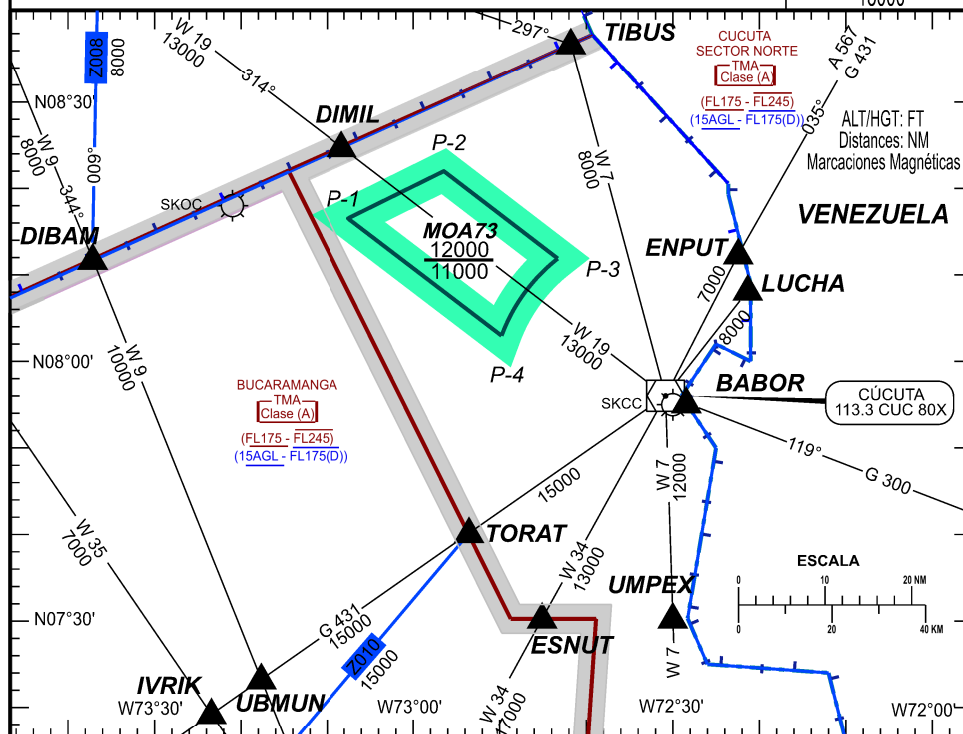 10000
TIBUS
297°
W 19
13000
Z008
8000
CUCUTA
SECTOR NORTE
TMA
Clase (A)
(FL175 - FL245)
(15AGL - FL175(D))
A 567
G 431
N08°30'
314°
DIMIL
035°
ALT/HGT: FT
Distances: NM
Marcaciones Magnéticas
W 9
8000
009°
P-2
W 7
8000
344°
SKOC
P-1
VENEZUELA
DIBAM
MOA73
12000
11000
ENPUT
P-3
7000
LUCHA
8000
W 19
13000
N08°00'
W 9
10000
P-4
BABOR
BUCARAMANGA
TMA
Clase (A)
(FL175 - FL245)
(15AGL - FL175(D))
SKCC
CÚCUTA
113.3 CUC 80X
119°
G 300
15000
W 7
12000
W 35
7000
TORAT
W 34
13000
ESCALA
0 10 20 NM
0 20 40 KM
UMPEX
N07°30'
G 431
15000
ESNUT
Z010
15000
W 7
IVRIK
UBMUN
W 34
17000
W73°30'
W73°00'
W72°30'
W72°00'